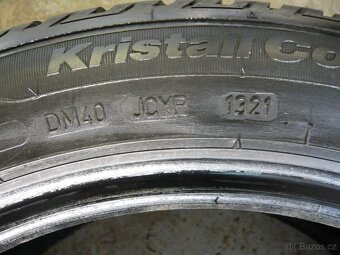 Kristall Co
DM40 JCYR 1321
Bazos.cz